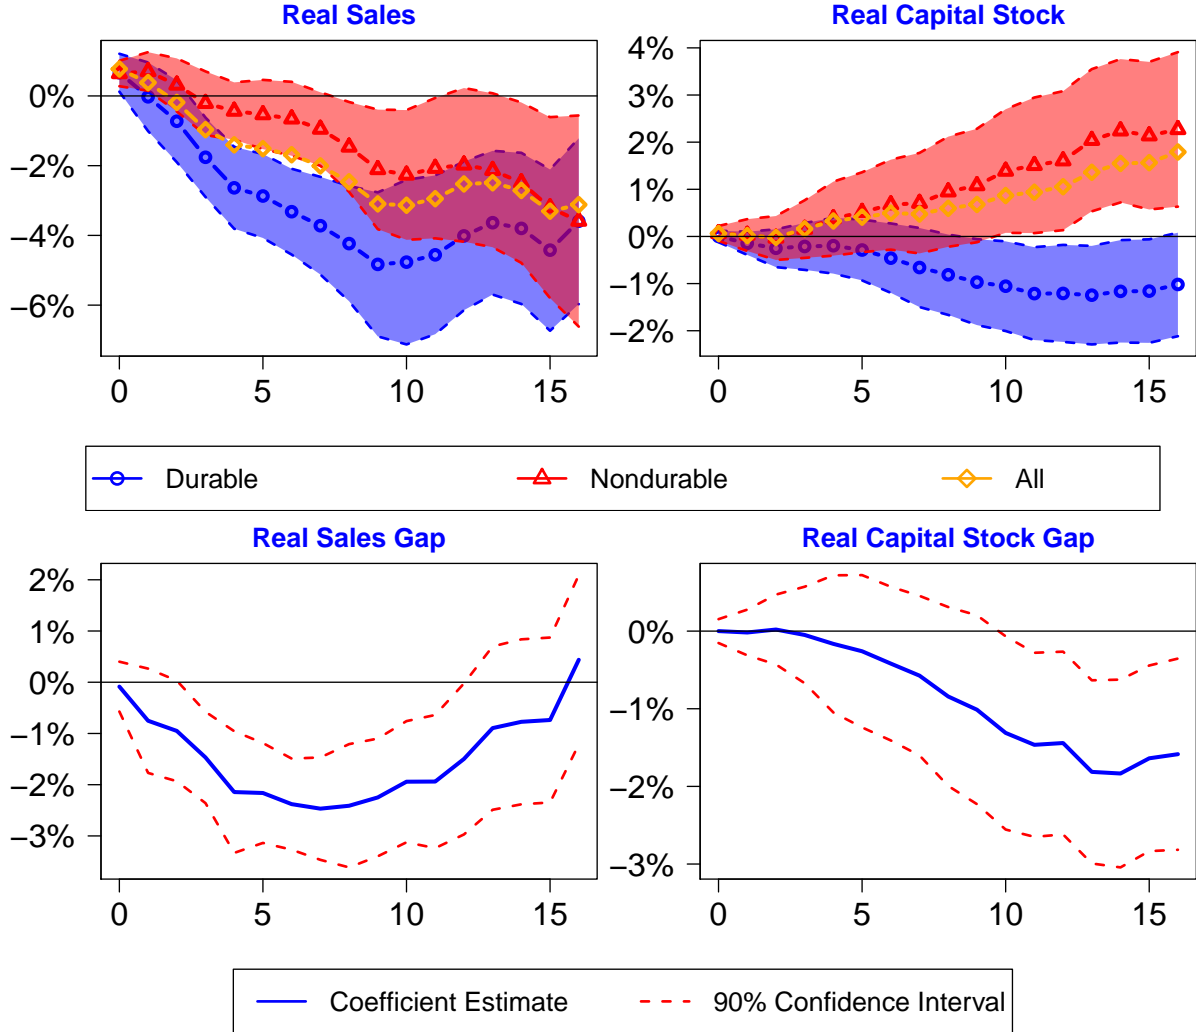 Real Sales
0%
−2%
−4%
−6%
0 5 10 15
Real Capital Stock
4%
3%
2%
1%
0%
−1%
−2%
0 5 10 15
Durable Nondurable All
Real Sales Gap
2%
1%
0%
−1%
−2%
−3%
0 5 10 15
Real Capital Stock Gap
0%
−1%
−2%
−3%
0 5 10 15
Coefficient Estimate 90% Confidence Interval